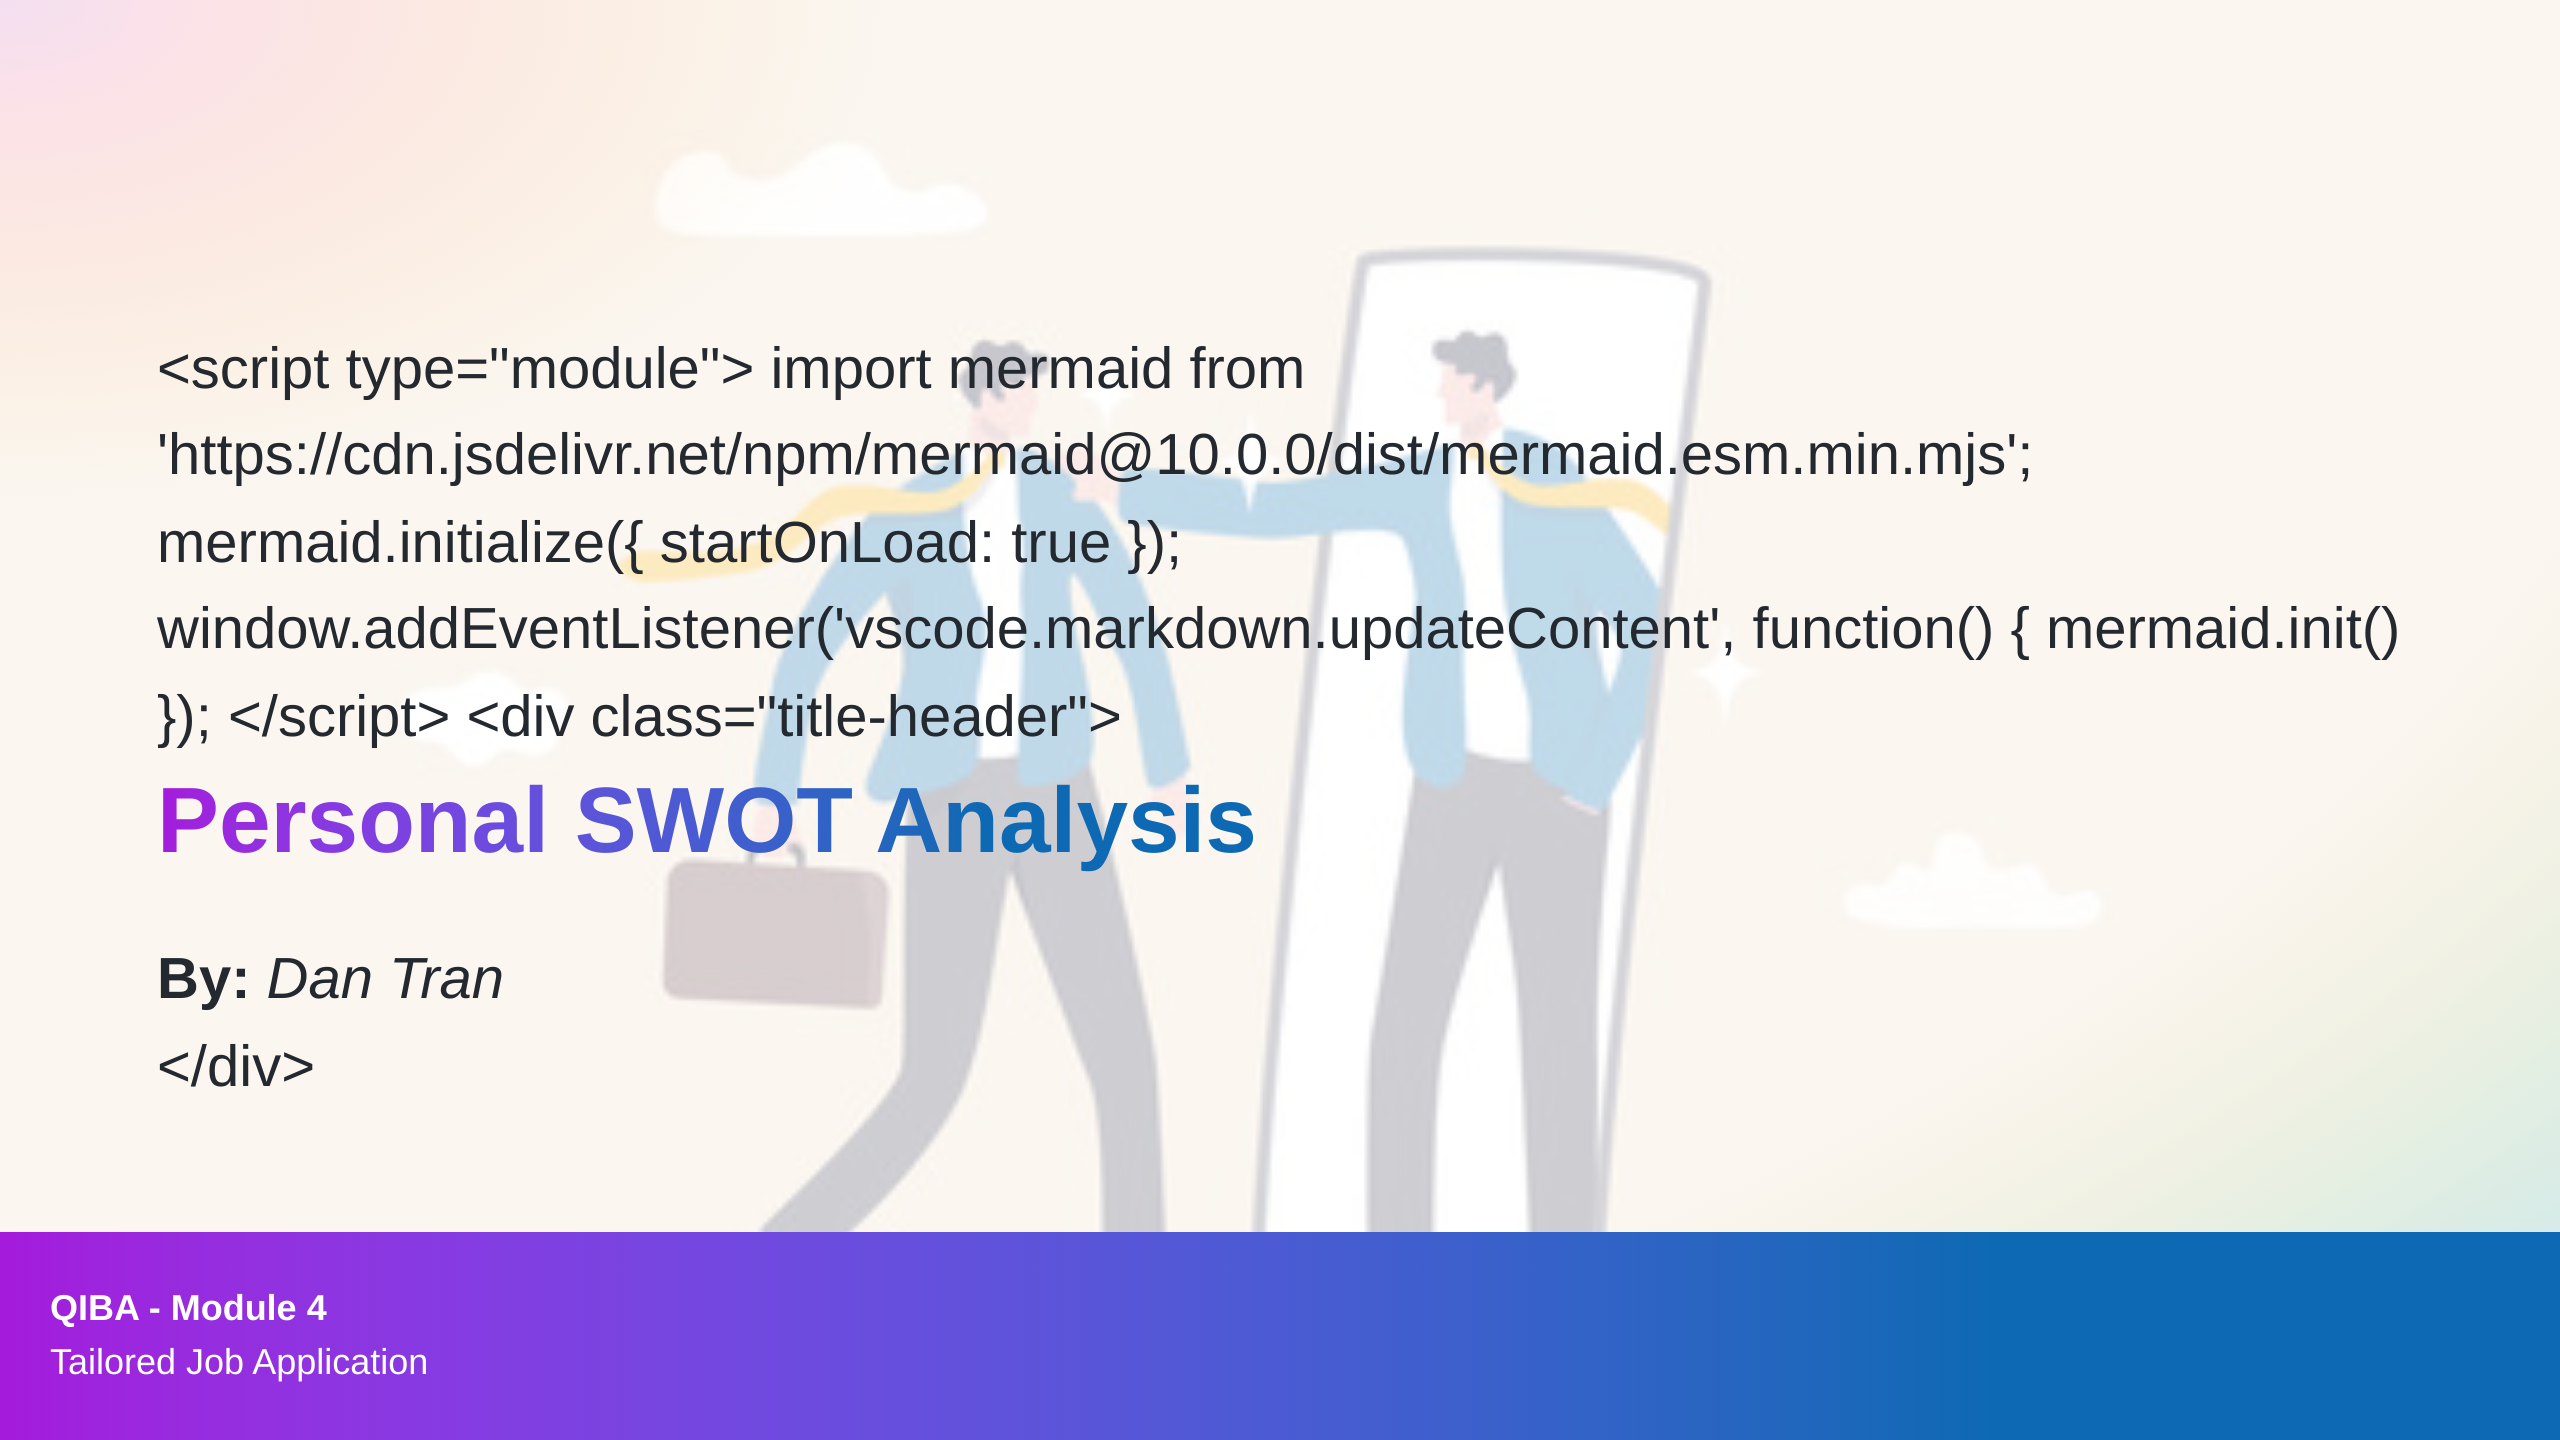 <script type="module"> import mermaid from
'https://cdn.jsdelivr.net/npm/mermaid@10.0.0/dist/mermaid.esm.min.mjs';
mermaid.initialize({ startOnLoad: true });
window.addEventListener('vscode.markdown.updateContent', function() { mermaid.init()
}); </script> <div class="title-header">
Personal SWOT Analysis
By: Dan Tran
</div>
QIBA - Module 4
Tailored Job Application